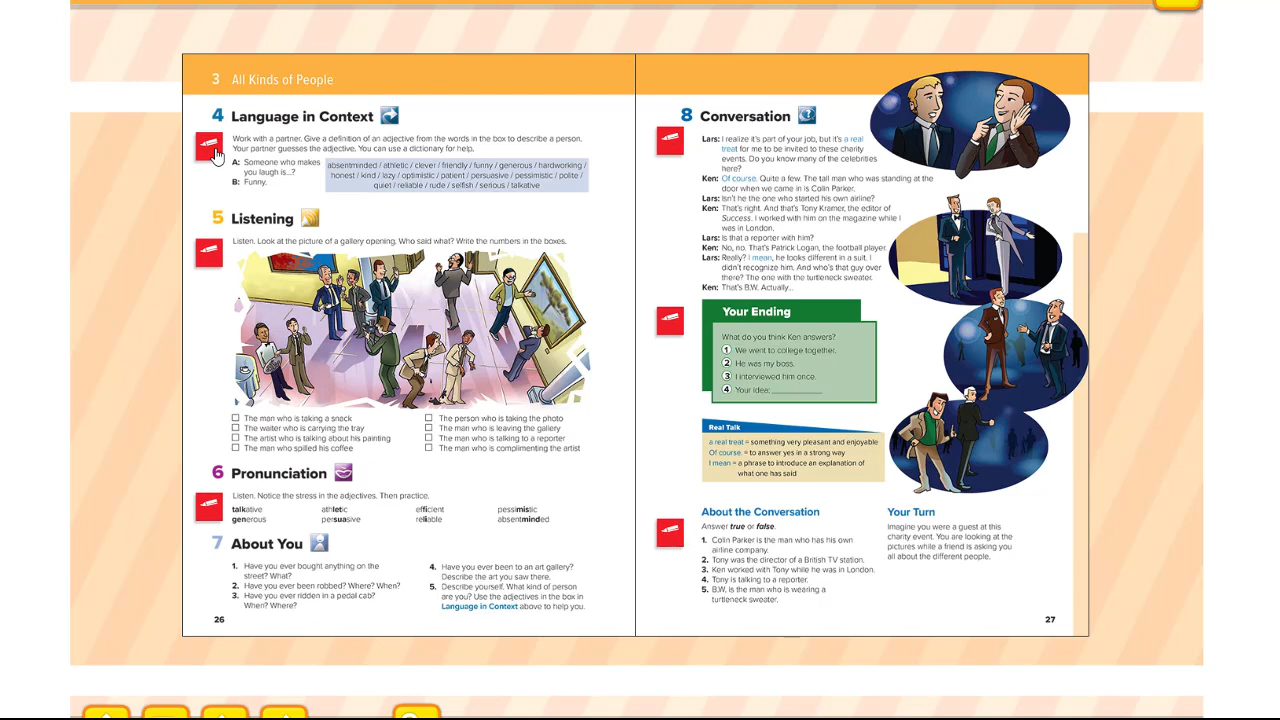 3 All Kinds of People
4 Language in Context
Work with a partner. Give a definition of an adjective from the words in the box to describe a person.
Your partner guesses the adjective. You can use a dictionary for help.
A: Someone who makes
you laugh is...?
B: Funny.
absentminded / athletic / clever / friendly / funny / generous / hardworking /
honest / kind / lazy / optimistic / patient / persuasive / pessimistic / polite /
quiet / reliable / rude / selfish / serious / talkative
5 Listening
Listen. Look at the picture of a gallery opening. Who said what? Write the numbers in the boxes.
The man who is taking a snack
The waiter who is carrying the tray
The artist who is talking about his painting
The man who spilled his coffee
The person who is taking the photo
The man who is leaving the gallery
The man who is talking to a reporter
The man who is complimenting the artist
6 Pronunciation
Listen. Notice the stress in the adjectives. Then practice.
talkative athletic efficient pessimistic
generous persuasive reliable absentminded
7 About You
1. Have you ever bought anything on the
street? What?
2. Have you ever been robbed? Where? When?
3. Have you ever ridden in a pedal cab?
When? Where?
4. Have you ever been to an art gallery?
Describe the art you saw there.
5. Describe yourself. What kind of person
are you? Use the adjectives in the box in
Language in Context above to help you.
26
8 Conversation
Lars: I realize it's part of your job, but it's a real
treat for me to be invited to these charity
events. Do you know many of the celebrities
here?
Ken: Of course. Quite a few. The tall man who was standing at the
door when we came in is Colin Parker.
Lars: Isn't he the one who started his own airline?
Ken: That's right. And that's Tony Kramer, the editor of
Success. I worked with him on the magazine while I
was in London.
Lars: Is that a reporter with him?
Ken: No, no. That's Patrick Logan, the football player.
Lars: Really? I mean, he looks different in a suit. I
didn't recognize him. And who's that guy over
there? The one with the turtleneck sweater.
Ken: That's B.W. Actually...
Your Ending
What do you think Ken answers?
1 We went to college together.
2 He was my boss.
3 I interviewed him once.
4 Your idea: ____________
Real Talk
a real treat = something very pleasant and enjoyable
Of course. = to answer yes in a strong way
I mean = a phrase to introduce an explanation of
what one has said
About the Conversation
Answer true or false.
1. Colin Parker is the man who has his own
airline company.
2. Tony was the director of a British TV station.
3. Ken worked with Tony while he was in London.
4. Tony is talking to a reporter.
5. B.W. is the man who is wearing a
turtleneck sweater.
Your Turn
Imagine you were a guest at this
charity event. You are looking at the
pictures while a friend is asking you
all about the different people.
27